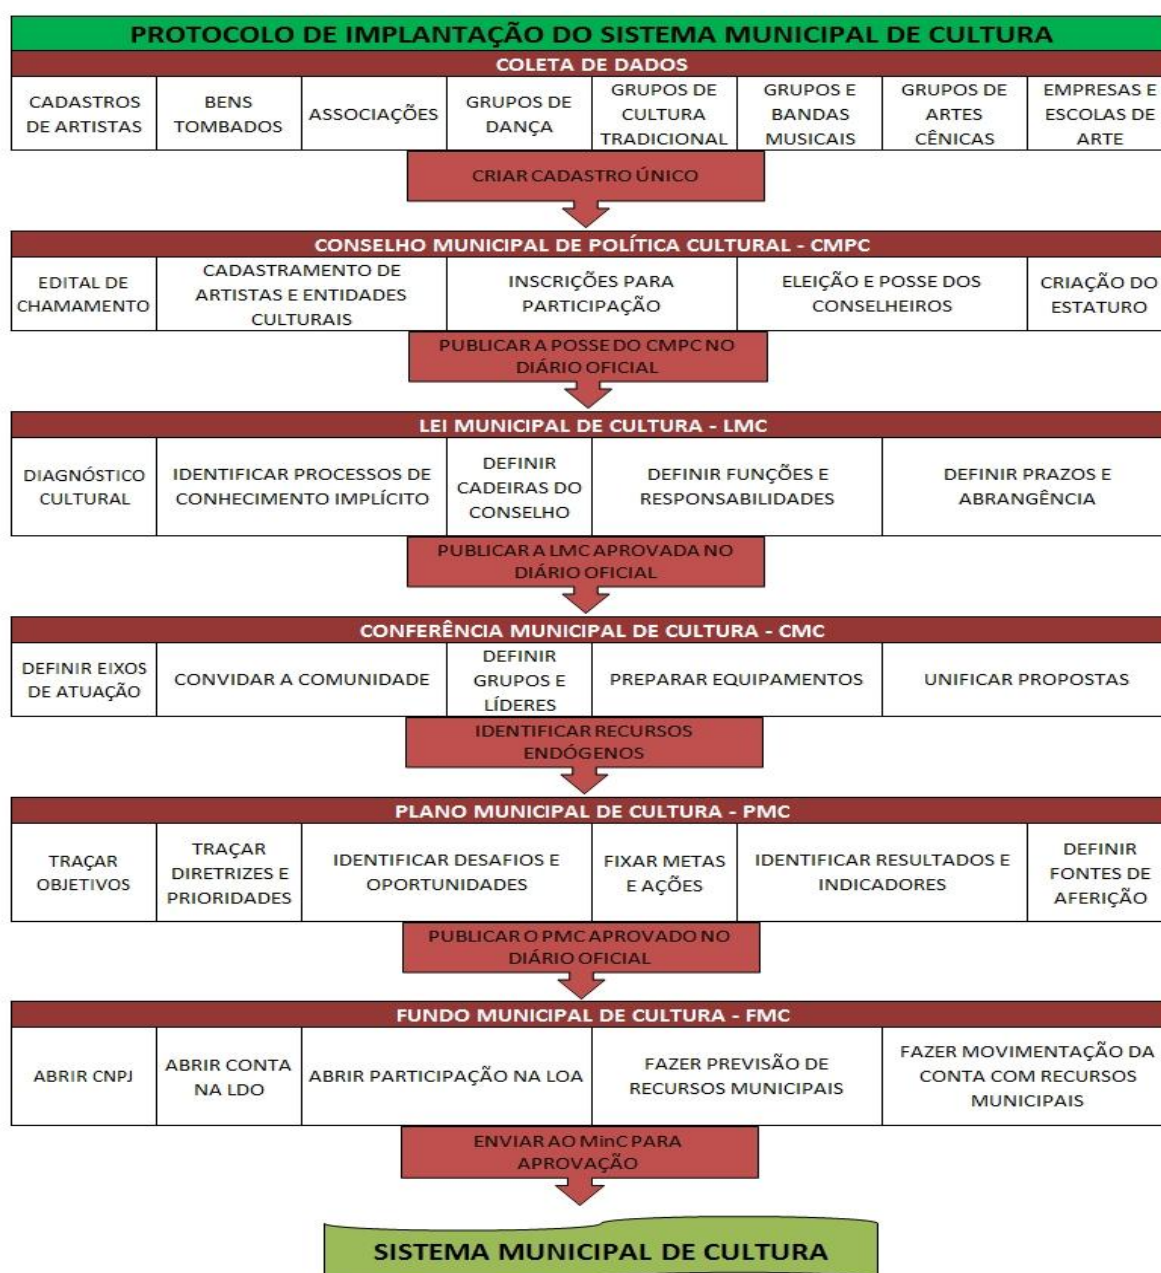 PROTOCOLO DE IMPLANTAÇÃO DO SISTEMA MUNICIPAL DE CULTURA
COLETA DE DADOS
CADASTROS
DE ARTISTAS
BENS
TOMBADOS
ASSOCIAÇÕES
GRUPOS DE
DANÇA
GRUPOS DE
CULTURA
TRADICIONAL
GRUPOS E
BANDAS
MUSICAIS
GRUPOS DE
ARTES
CÊNICAS
EMPRESAS E
ESCOLAS DE
ARTE
CRIAR CADASTRO ÚNICO
CONSELHO MUNICIPAL DE POLÍTICA CULTURAL - CMPC
EDITAL DE
CHAMAMENTO
CADASTRAMENTO DE
ARTISTAS E ENTIDADES
CULTURAIS
INSCRIÇÕES PARA
PARTICIPAÇÃO
ELEIÇÃO E POSSE DOS
CONSELHEIROS
CRIAÇÃO DO
ESTATURO
PUBLICAR A POSSE DO CMPC NO
DIÁRIO OFICIAL
LEI MUNICIPAL DE CULTURA - LMC
DIAGNÓSTICO
CULTURAL
IDENTIFICAR PROCESSOS DE
CONHECIMENTO IMPLÍCITO
DEFINIR
CADEIRAS DO
CONSELHO
DEFINIR FUNÇÕES E
RESPONSABILIDADES
DEFINIR PRAZOS E
ABRANGÊNCIA
PUBLICAR A LMC APROVADA NO
DIÁRIO OFICIAL
CONFERÊNCIA MUNICIPAL DE CULTURA - CMC
DEFINIR EIXOS
DE ATUAÇÃO
CONVIDAR A COMUNIDADE
DEFINIR
GRUPOS E
LÍDERES
PREPARAR EQUIPAMENTOS
UNIFICAR PROPOSTAS
IDENTIFICAR RECURSOS
ENDÓGENOS
PLANO MUNICIPAL DE CULTURA - PMC
TRAÇAR
OBJETIVOS
TRAÇAR
DIRETRIZES E
PRIORIDADES
IDENTIFICAR DESAFIOS E
OPORTUNIDADES
FIXAR METAS
E AÇÕES
IDENTIFICAR RESULTADOS E
INDICADORES
DEFINIR
FONTES DE
AFERIÇÃO
PUBLICAR O PMC APROVADO NO
DIÁRIO OFICIAL
FUNDO MUNICIPAL DE CULTURA - FMC
ABRIR CNPJ
ABRIR CONTA
NA LDO
ABRIR PARTICIPAÇÃO NA LOA
FAZER PREVISÃO DE
RECURSOS MUNICIPAIS
FAZER MOVIMENTAÇÃO DA
CONTA COM RECURSOS
MUNICIPAIS
ENVIAR AO MinC PARA
APROVAÇÃO
SISTEMA MUNICIPAL DE CULTURA